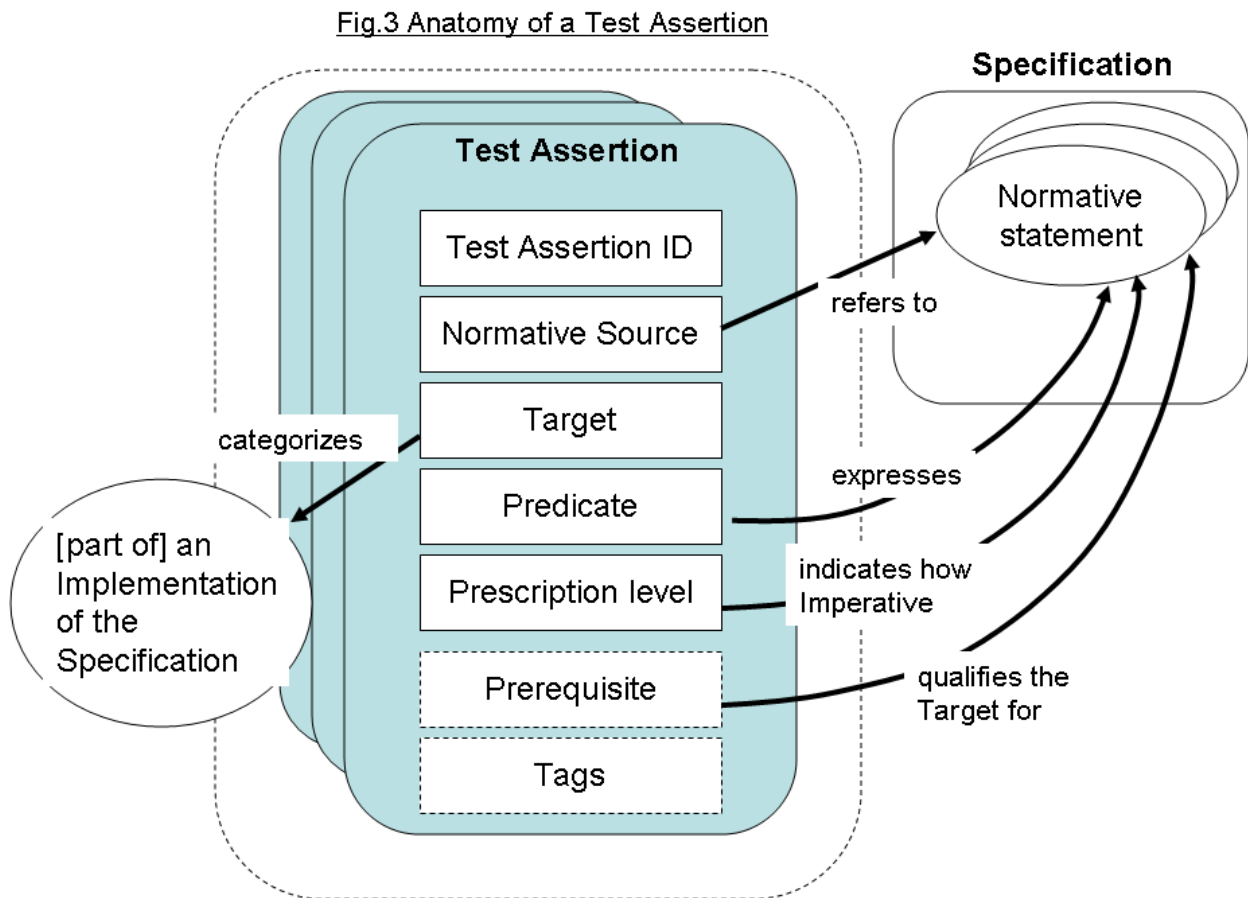 Fig.3 Anatomy of a Test Assertion
Specification
Test Assertion
Normative
statement
Test Assertion ID
Normative Source
refers to
Target
categorizes
Predicate
expresses
[part of] an
Implementation
of the
Specification
Prescription level
indicates how
Imperative
Prerequisite
qualifies the
Target for
Tags